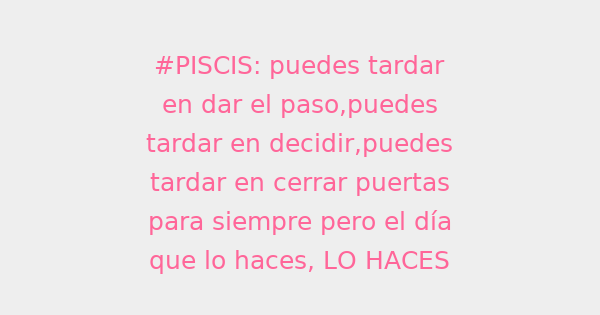 #PISCIS: puedes tardar
en dar el paso,puedes
tardar en decidir,puedes
tardar en cerrar puertas
para siempre pero el día
que lo haces, LO HACES